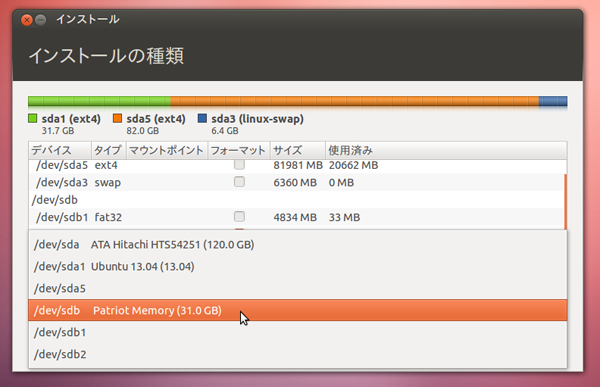 インストール
インストールの種類
sda1 (ext4) sda5 (ext4) sda3 (linux-swap)
31.7 GB 82.0 GB 6.4 GB
デバイス タイプ マウントポイント フォーマット サイズ 使用済み
/dev/sda5 ext4 81981 MB 20662 MB
/dev/sda3 swap 6360 MB 0 MB
/dev/sdb
/dev/sdb1 fat32 4834 MB 33 MB
/dev/sda ATA Hitachi HTS54251 (120.0 GB)
/dev/sda1 Ubuntu 13.04 (13.04)
/dev/sda5
/dev/sdb Patriot Memory (31.0 GB)
/dev/sdb1
/dev/sdb2